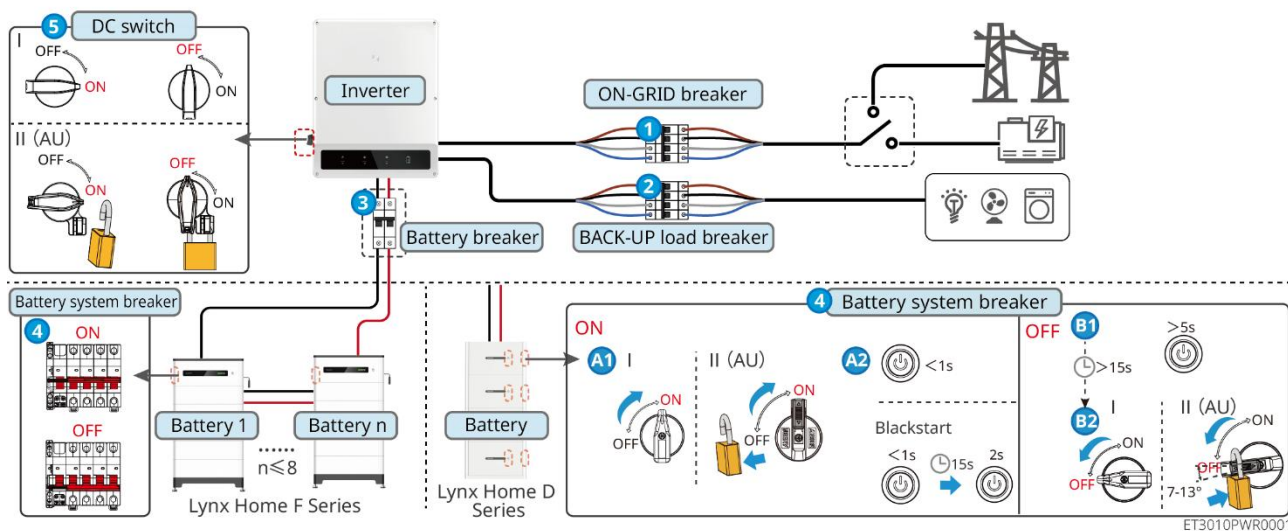 5
DC switch
I
OFF
ON
OFF
ON
II (AU)
OFF
ON
OFF
ON
Inverter
ON-GRID breaker
1
2
BACK-UP load breaker
3
Battery breaker
Battery system breaker
4
ON
OFF
Battery 1
Battery n
n≤8
Lynx Home F Series
Battery
Lynx Home D
Series
4
Battery system breaker
ON
A1
I
ON
OFF
II (AU)
ON
OFF
A2
<1s
Blackstart
<1s
15s
2s
OFF
B1
>5s
>15s
B2
I
ON
OFF
II (AU)
ON
OFF
7-13°
ET3010PWR000